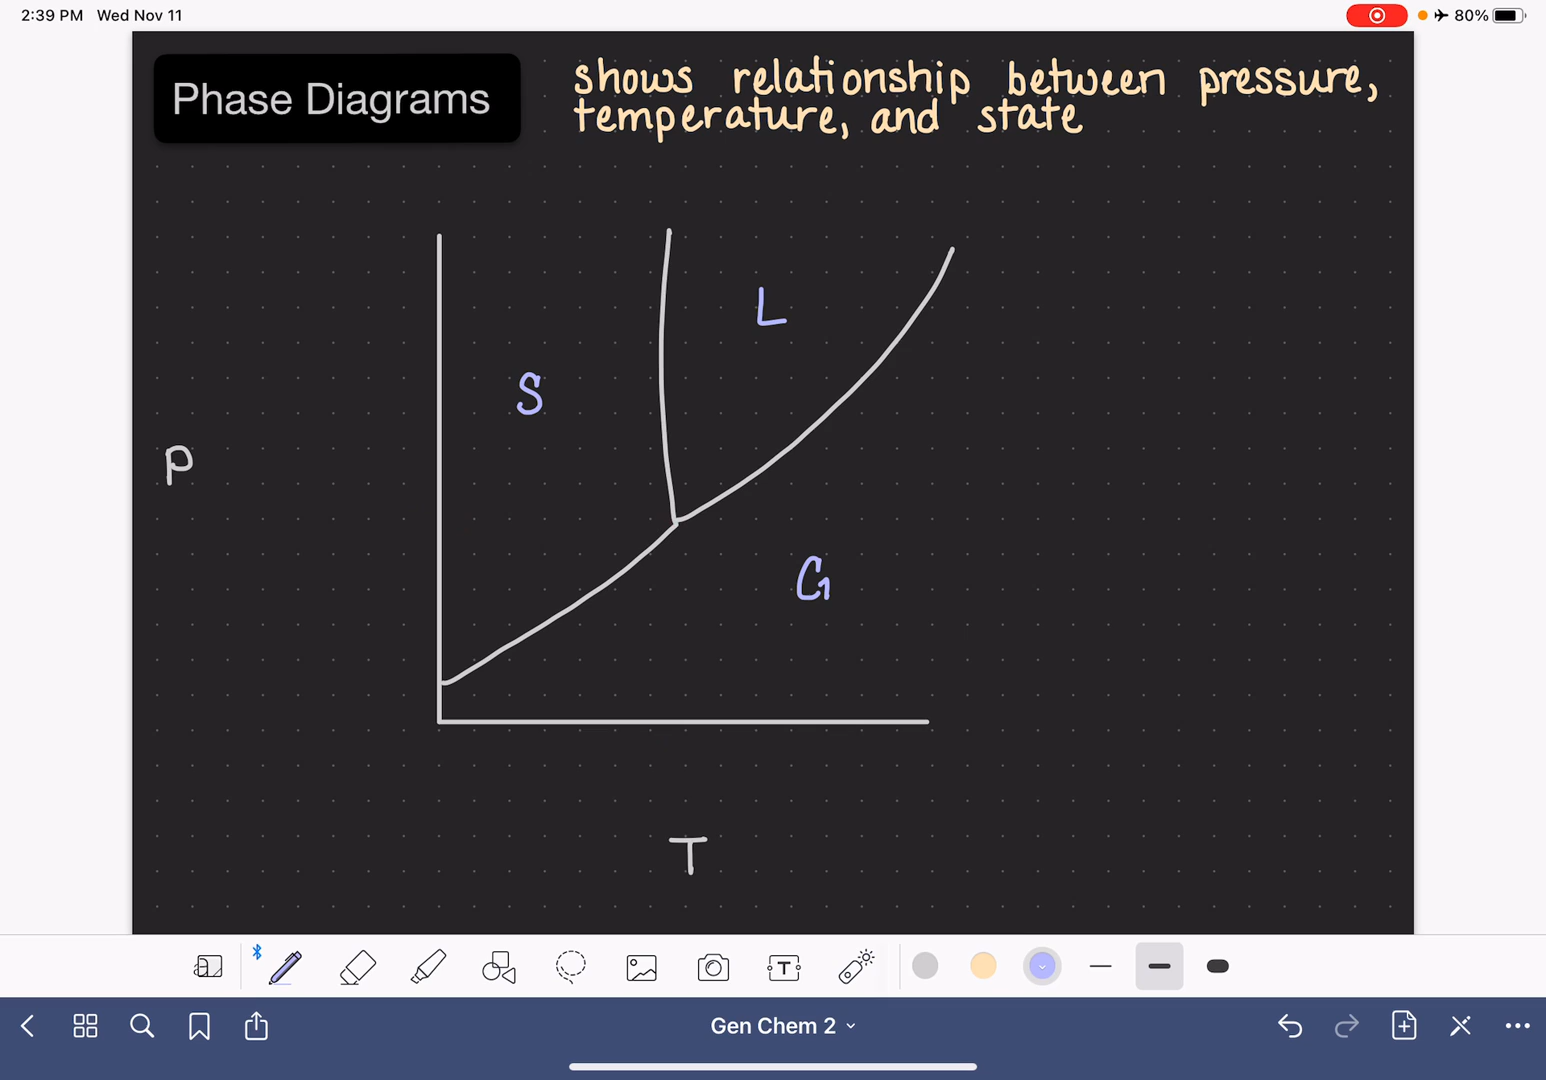 2:39 PM Wed Nov 11
80%
Phase Diagrams
shows relationship between pressure,
temperature, and state
L
S
P
G
T
T
Gen Chem 2